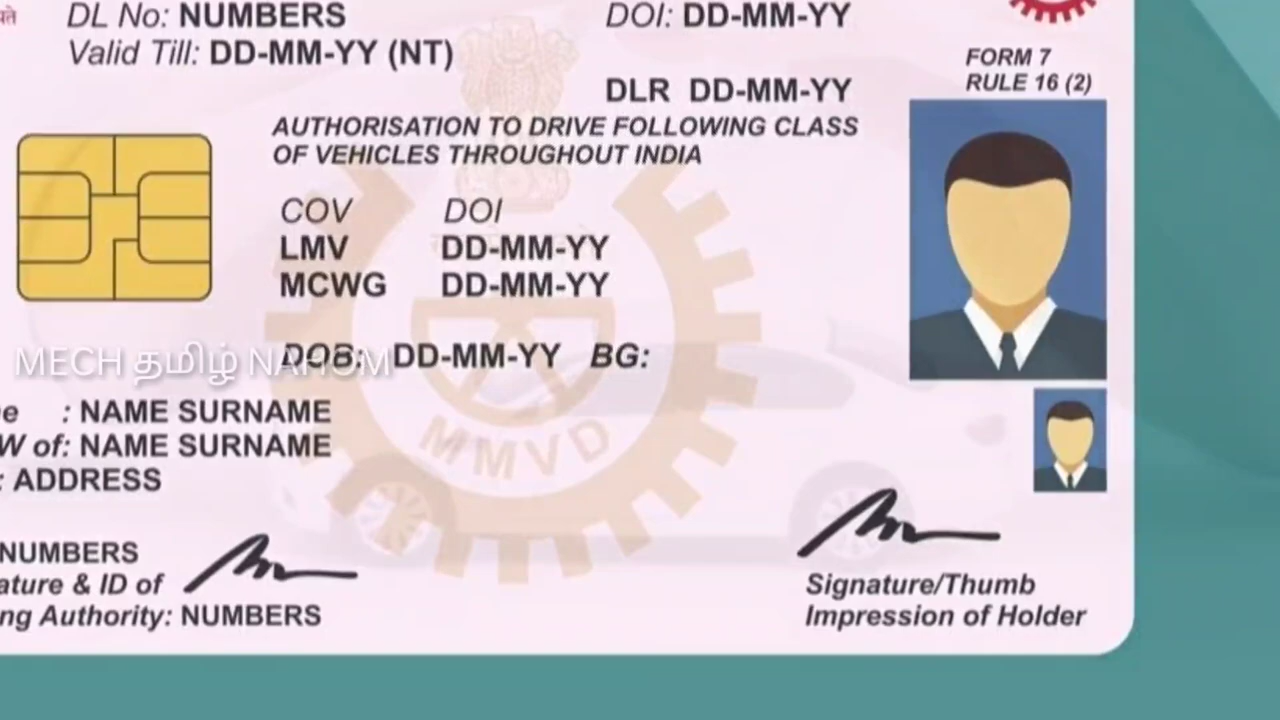 DL No: NUMBERS DOI: DD-MM-YY
Valid Till: DD-MM-YY (NT)
FORM 7
RULE 16 (2)
DLR DD-MM-YY
AUTHORISATION TO DRIVE FOLLOWING CLASS
OF VEHICLES THROUGHOUT INDIA
COV DOI
LMV DD-MM-YY
MCWG DD-MM-YY
DOB: DD-MM-YY BG:
MECH தமிழ் NAHOM
: NAME SURNAME
W of: NAME SURNAME
: ADDRESS
MMVD
NUMBERS
ature & ID of
ng Authority: NUMBERS
Signature/Thumb
Impression of Holder